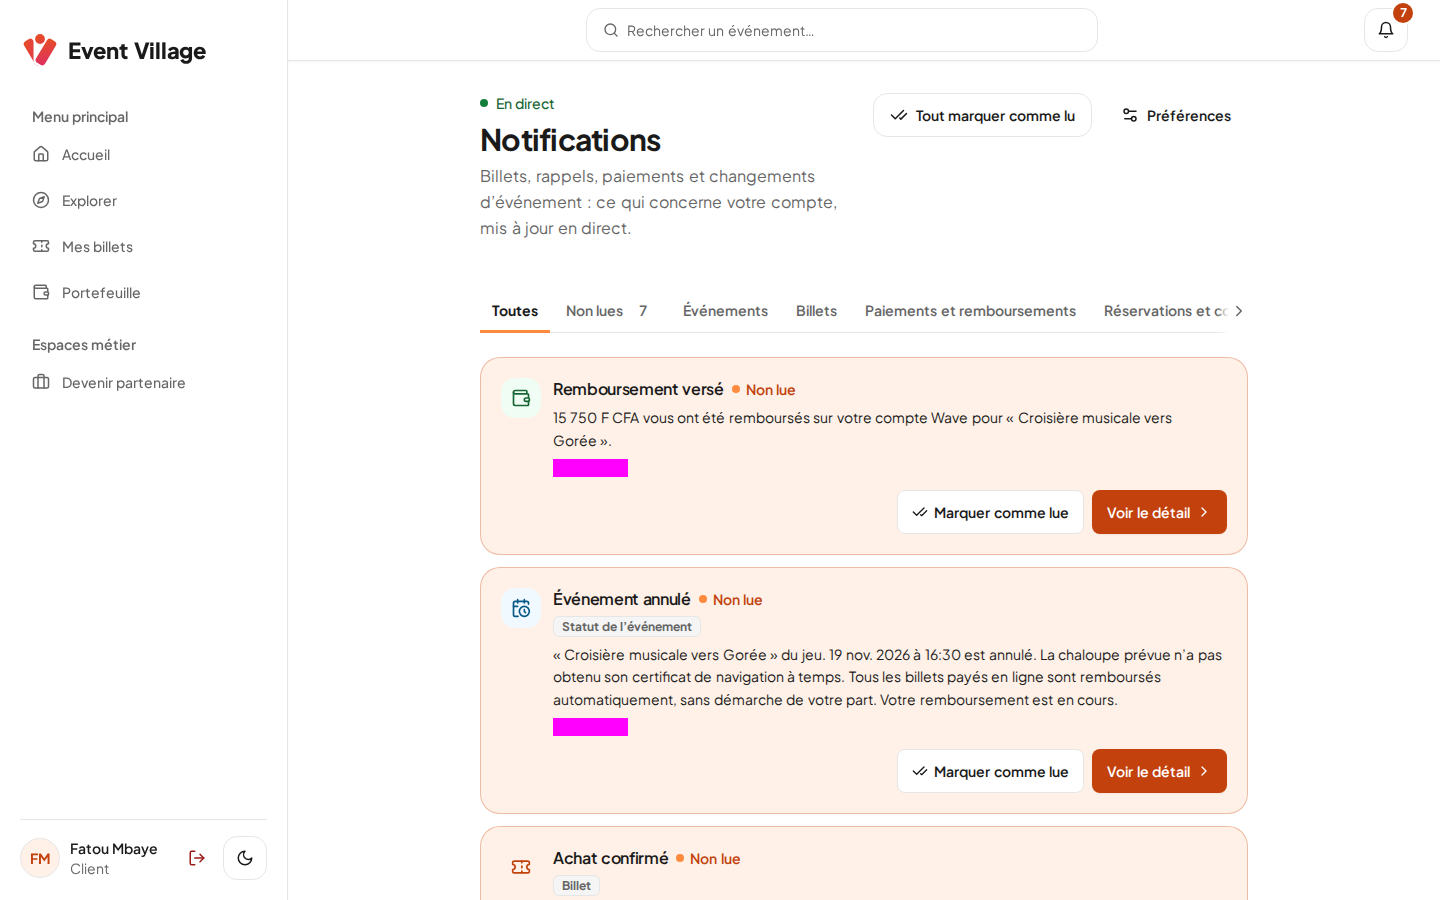 Event Village
Rechercher un événement…
7
Menu principal
Accueil
Explorer
Mes billets
Portefeuille
Espaces métier
Devenir partenaire
FM
Fatou Mbaye
Client
En direct
Notifications
Billets, rappels, paiements et changements
d’événement : ce qui concerne votre compte,
mis à jour en direct.
Tout marquer comme lu
Préférences
Toutes
Non lues 7
Événements
Billets
Paiements et remboursements
Réservations et
Remboursement versé
Non lue
15 750 F CFA vous ont été remboursés sur votre compte Wave pour « Croisière musicale vers
Gorée ».
Marquer comme lue
Voir le détail
Événement annulé
Non lue
Statut de l’événement
« Croisière musicale vers Gorée » du jeu. 19 nov. 2026 à 16:30 est annulé. La chaloupe prévue n’a pas
obtenu son certificat de navigation à temps. Tous les billets payés en ligne sont remboursés
automatiquement, sans démarche de votre part. Votre remboursement est en cours.
Marquer comme lue
Voir le détail
Achat confirmé
Non lue
Billet